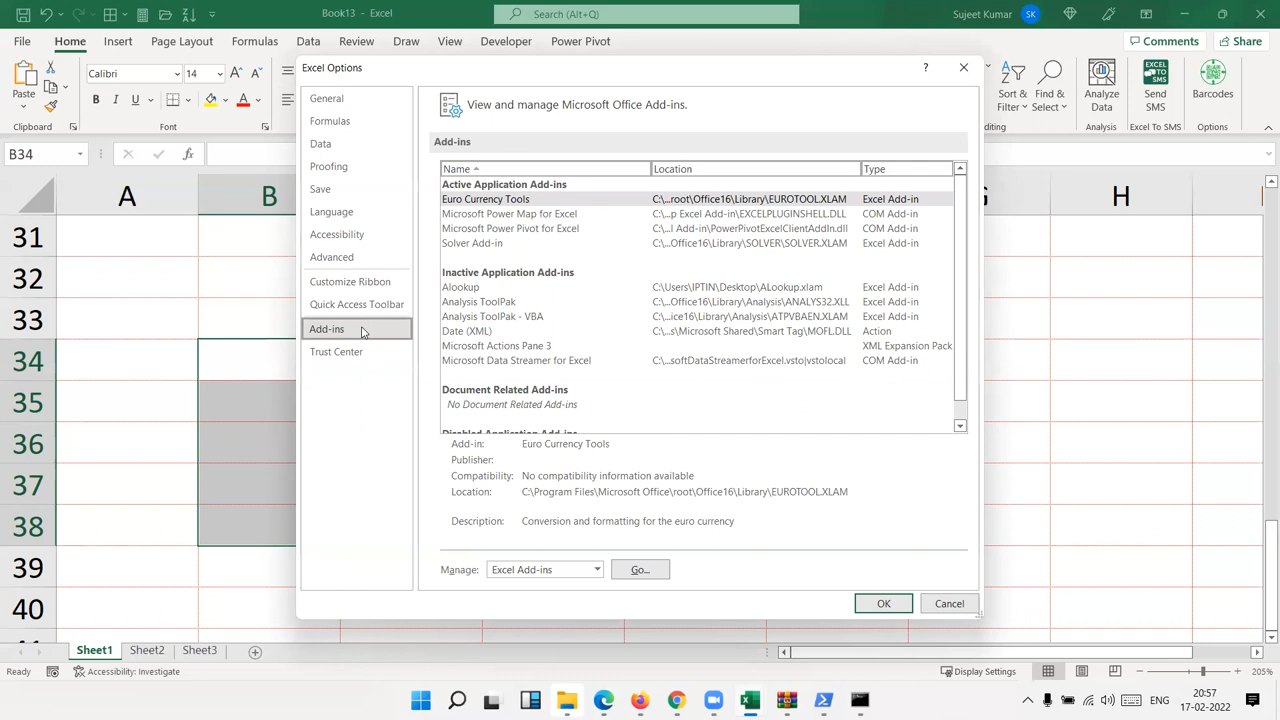 Book13 - Excel
Search (Alt+Q)
Sujeet Kumar
SK
File
Home
Insert
Page Layout
Formulas
Data
Review
View
Draw
Developer
Power Pivot
Comments
Share
Paste
Clipboard
Calibri
14
B I U
Font
Sort &
Filter
Find &
Select
diting
Analyze
Data
Analysis
Send
SMS
Excel To SMS
Barcodes
Options
B34
fx
A
B
H
31
32
33
34
35
36
37
38
39
40
Excel Options
?
General
Formulas
Data
Proofing
Save
Language
Accessibility
Advanced
Customize Ribbon
Quick Access Toolbar
Add-ins
Trust Center
View and manage Microsoft Office Add-ins.
Add-ins
Name Location Type
Active Application Add-ins
Euro Currency Tools C:\...root\Office16\Library\EUROTOOL.XLAM Excel Add-in
Microsoft Power Map for Excel C:\...p Excel Add-in\EXCELPLUGINSHELL.DLL COM Add-in
Microsoft Power Pivot for Excel C:\...l Add-in\PowerPivotExcelClientAddIn.dll COM Add-in
Solver Add-in C:\...Office16\Library\SOLVER\SOLVER.XLAM Excel Add-in
Inactive Application Add-ins
Alookup C:\Users\IPTIN\Desktop\ALookup.xlam Excel Add-in
Analysis ToolPak C:\...Office16\Library\Analysis\ANALYS32.XLL Excel Add-in
Analysis ToolPak - VBA C:\...ice16\Library\Analysis\ATPVBAEN.XLAM Excel Add-in
Date (XML) C:\...s\Microsoft Shared\Smart Tag\MOFL.DLL Action
Microsoft Actions Pane 3 XML Expansion Pack
Microsoft Data Streamer for Excel C:\...softDataStreamerforExcel.vsto|vstolocal COM Add-in
Document Related Add-ins
No Document Related Add-ins
Disabled Application Add-ins
Add-in: Euro Currency Tools
Publisher:
Compatibility: No compatibility information available
Location: C:\Program Files\Microsoft Office\root\Office16\Library\EUROTOOL.XLAM
Description: Conversion and formatting for the euro currency
Manage: Excel Add-ins Go...
OK Cancel
Sheet1 Sheet2 Sheet3
Ready
Accessibility: Investigate
Display Settings
205%
ENG
20:57
17-02-2022